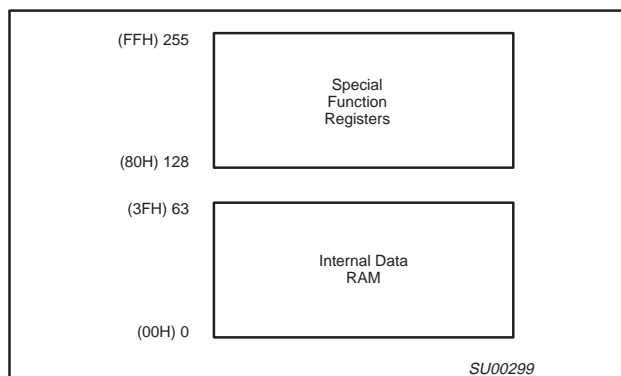 (FFH) 255
Special
Function
Registers
(80H) 128
(3FH) 63
Internal Data
RAM
(00H) 0
SU00299